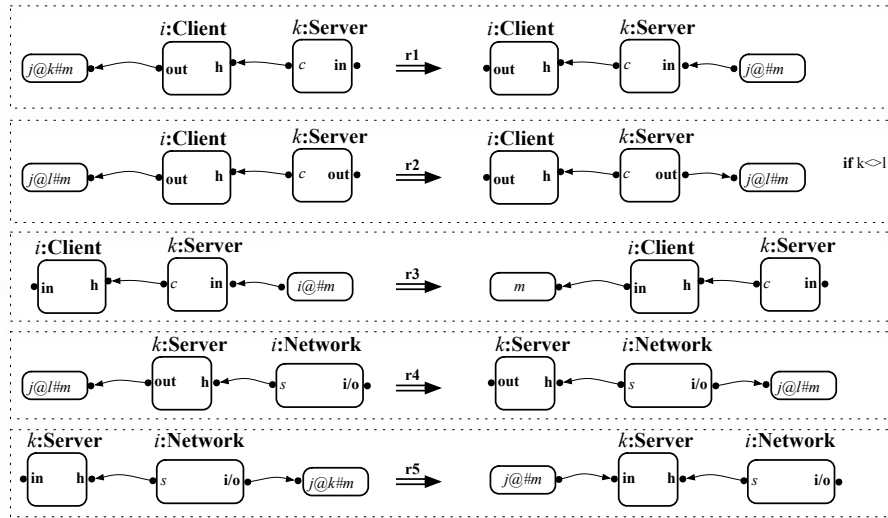 i:Client k:Server i:Client k:Server
j@k#m out h c in r1 out h c in j@#m
i:Client k:Server i:Client k:Server
j@l#m out h c out r2 out h c out j@l#m if k<>l
i:Client k:Server i:Client k:Server
in h c in i@#m r3 m in h c in
k:Server i:Network k:Server i:Network
j@l#m out h s i/o r4 out h s i/o j@l#m
k:Server i:Network k:Server i:Network
in h s i/o j@k#m r5 j@#m in h s i/o